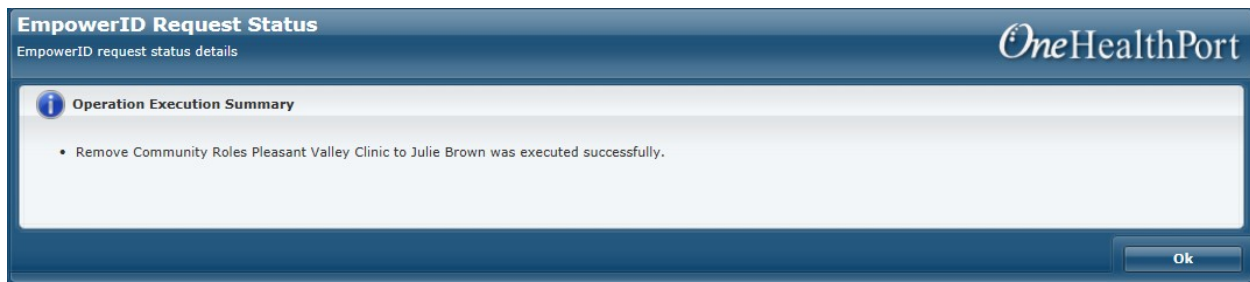 EmpowerID Request Status
EmpowerID request status details
OneHealthPort
Operation Execution Summary
• Remove Community Roles Pleasant Valley Clinic to Julie Brown was executed successfully.
Ok